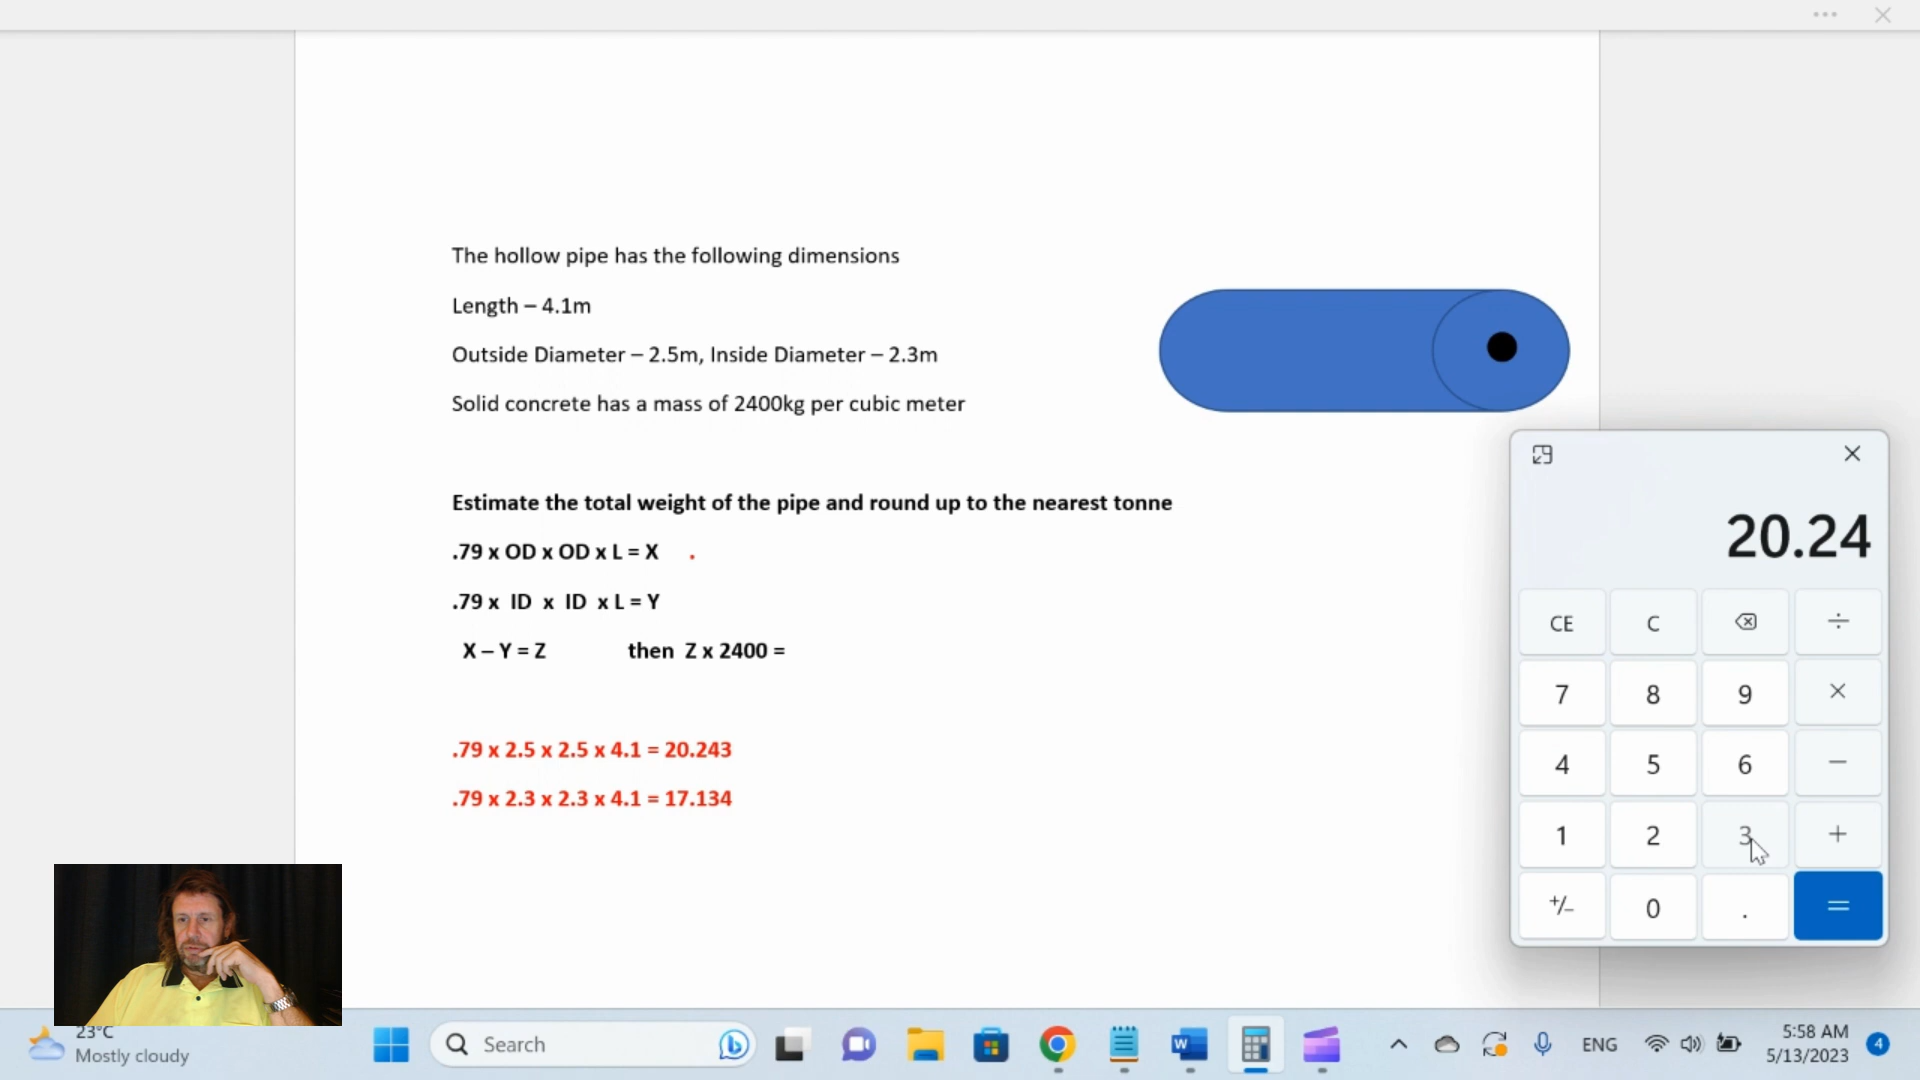 The hollow pipe has the following dimensions
Length – 4.1m
Outside Diameter – 2.5m, Inside Diameter – 2.3m
Solid concrete has a mass of 2400kg per cubic meter
Estimate the total weight of the pipe and round up to the nearest tonne
.79 x OD x OD x L = X .
.79 x ID x ID x L = Y
X – Y = Z then Z x 2400 =
.79 x 2.5 x 2.5 x 4.1 = 20.243
.79 x 2.3 x 2.3 x 4.1 = 17.134
20.24
CE C ÷
7 8 9 ×
4 5 6 −
1 2 3 +
+/− 0 . =
23°C
Mostly cloudy
Search
W
ENG
5:58 AM
5/13/2023
4